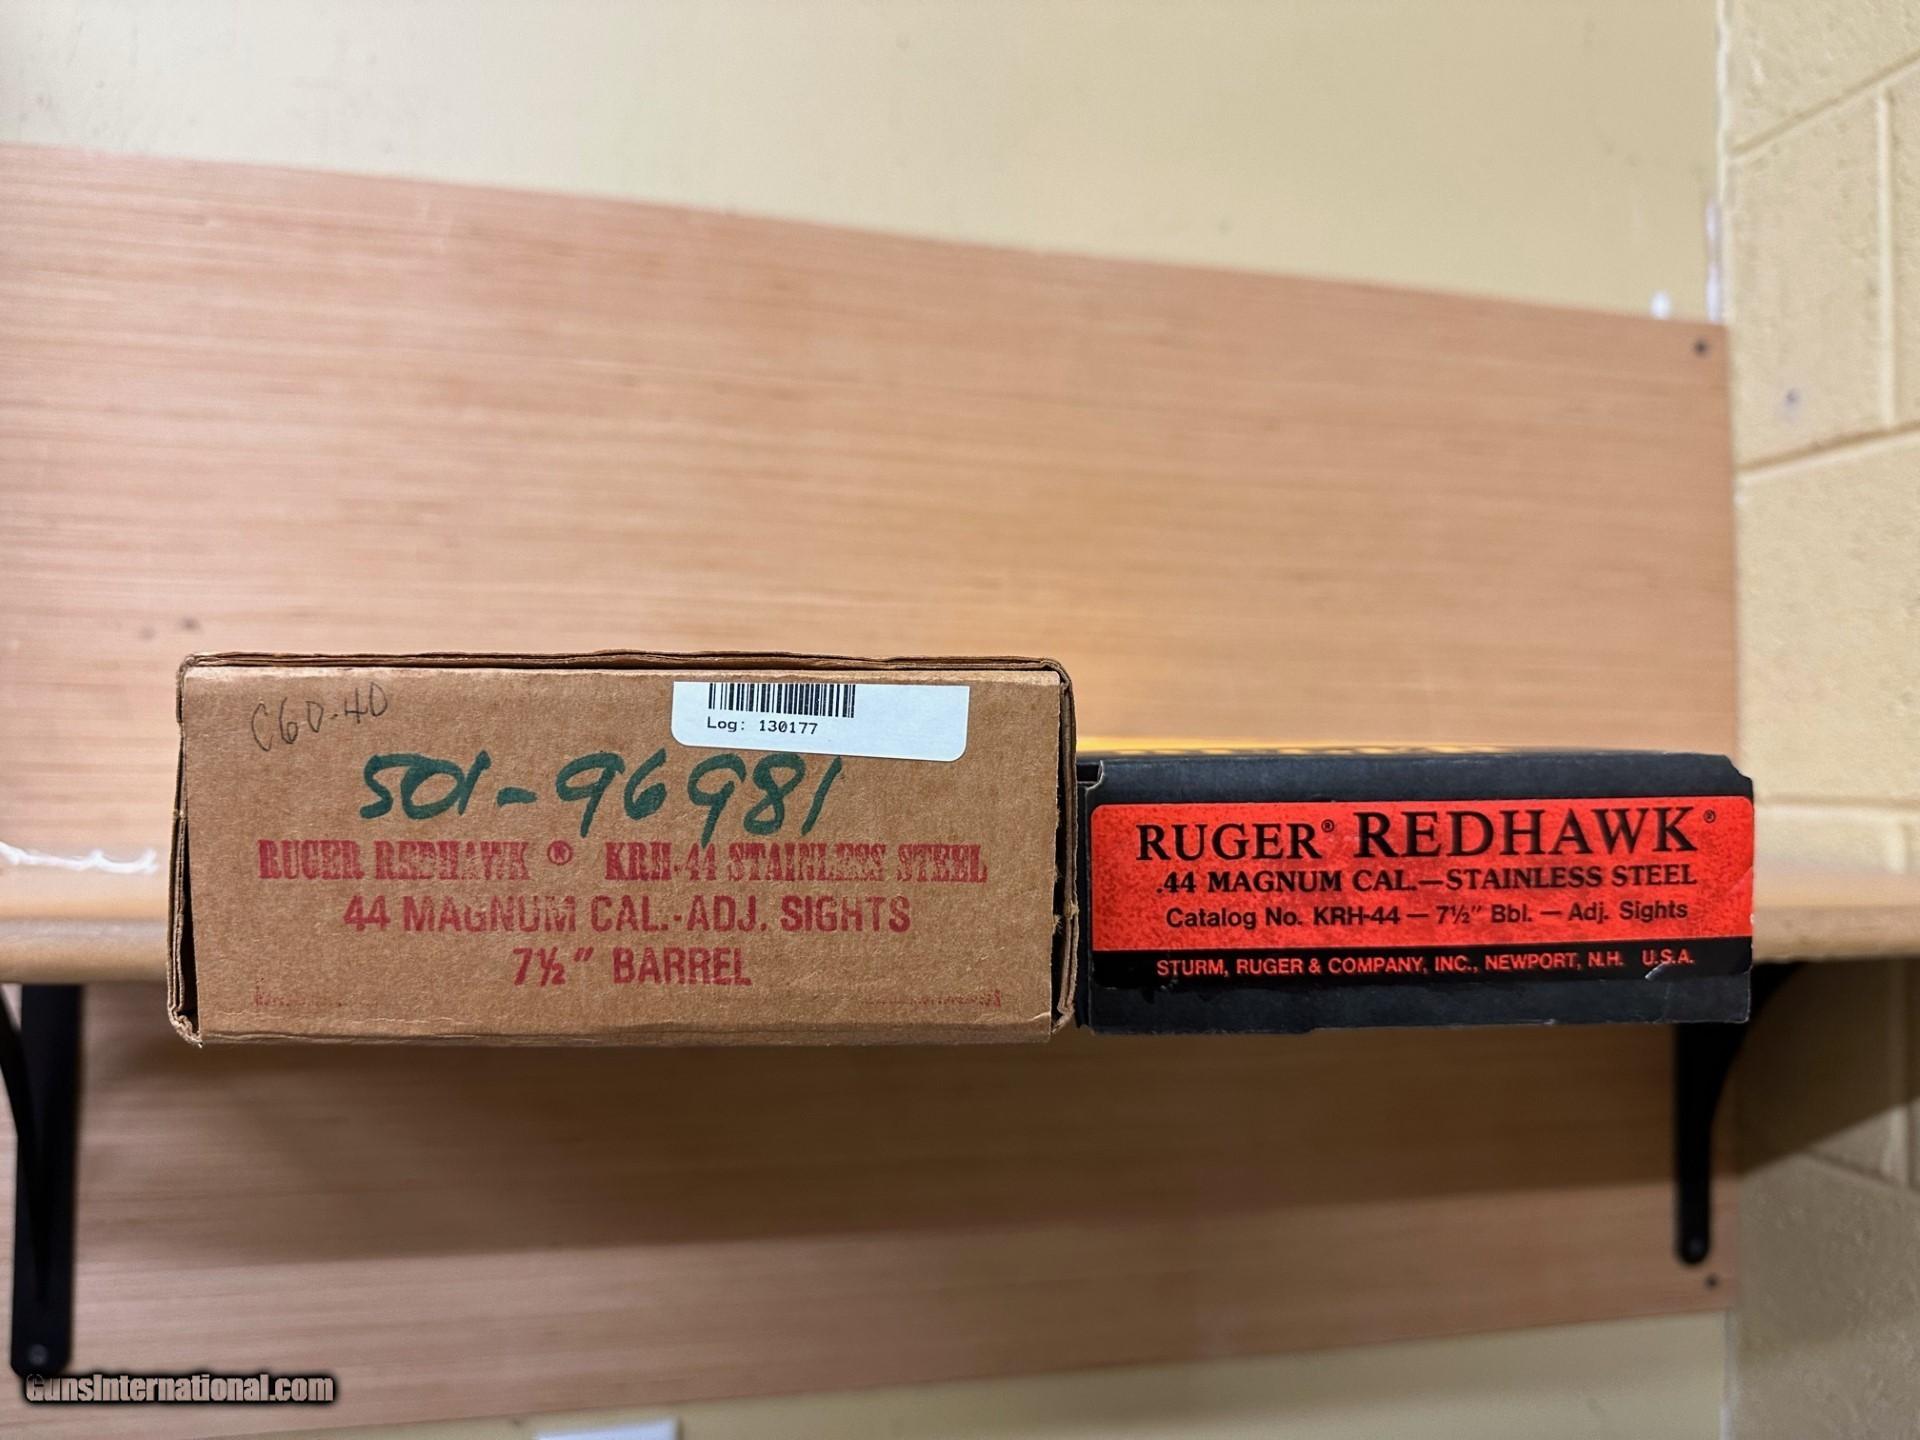 C60-40
Log: 130177
501-96981
RUGER REDHAWK ® KRH-44 STAINLESS STEEL
44 MAGNUM CAL.-ADJ. SIGHTS
7½" BARREL
RUGER® REDHAWK®
.44 MAGNUM CAL.—STAINLESS STEEL
Catalog No. KRH-44 — 7½" Bbl. — Adj. Sights
STURM, RUGER & COMPANY, INC., NEWPORT, N.H. U.S.A.
GunsInternational.com